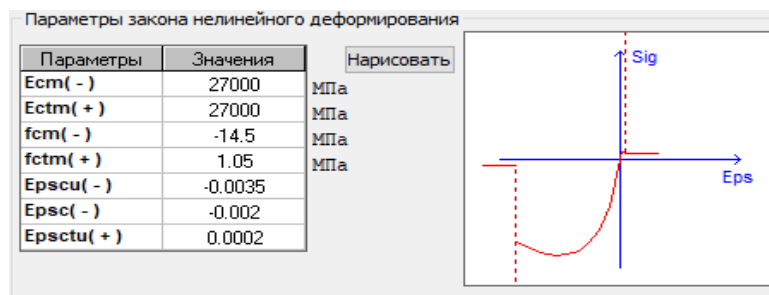 Параметры закона нелинейного деформирования
Параметры Значения Нарисовать
Ecm( - ) 27000 МПа
Ectm( + ) 27000 МПа
fcm( - ) -14.5 МПа
fctm( + ) 1.05 МПа
Epscu( - ) -0.0035
Epsc( - ) -0.002
Epsctu( + ) 0.0002
Sig
Eps